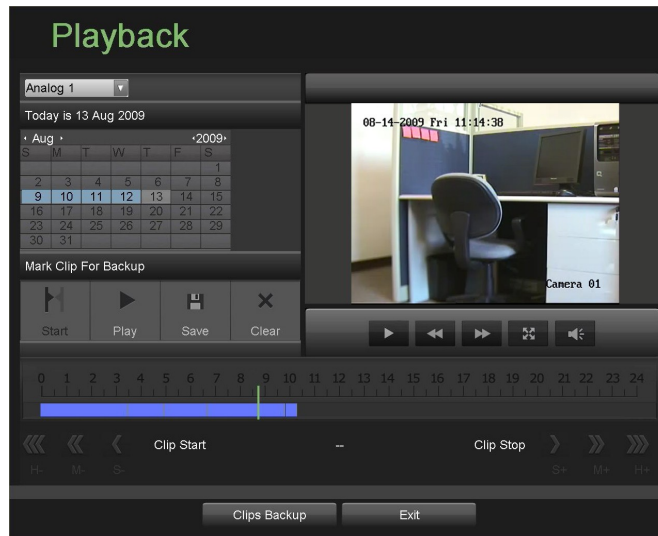 Playback
Analog 1
Today is 13 Aug 2009
Aug 2009
S M T W T F S
1
2 3 4 5 6 7 8
9 10 11 12 13 14 15
16 17 18 19 20 21 22
23 24 25 26 27 28 29
30 31
Mark Clip For Backup
Start Play Save Clear
08-14-2009 Fri 11:14:38
Camera 01
0 1 2 3 4 5 6 7 8 9 10 11 12 13 14 15 16 17 18 19 20 21 22 23 24
Clip Start -- Clip Stop
H- M- S- S+ M+ H+
Clips Backup Exit